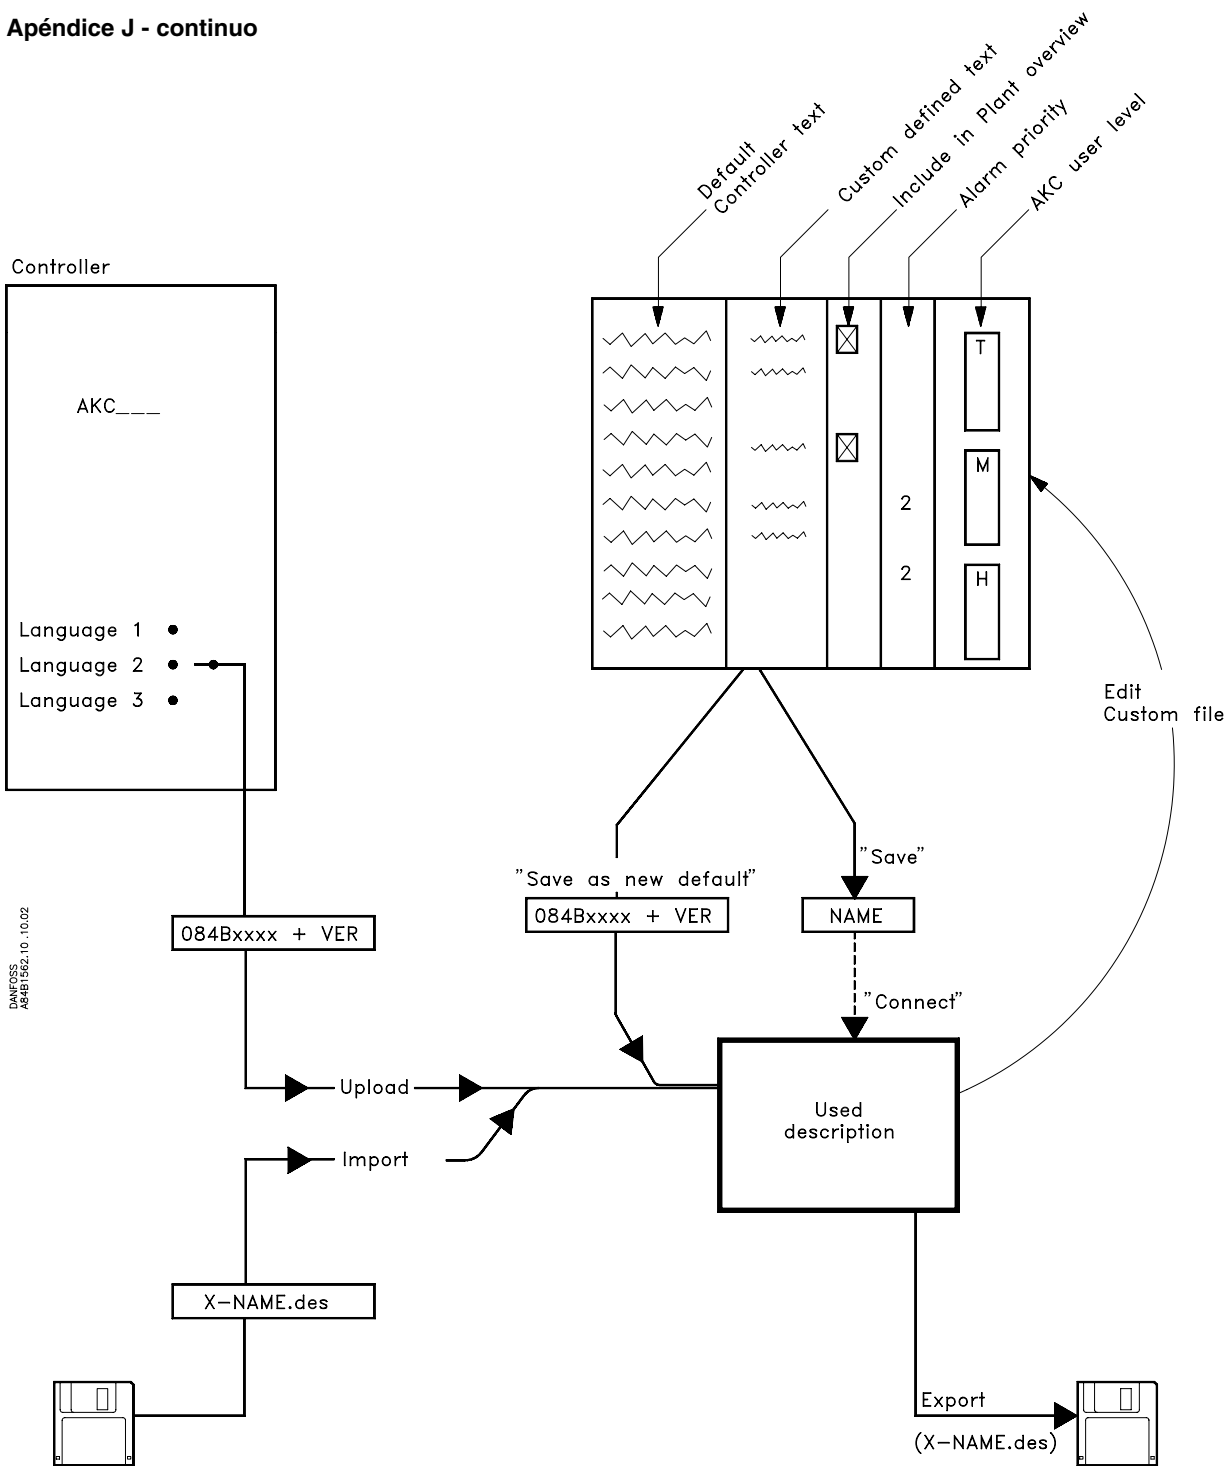 Apéndice J - continuo
Default
Controller text
Custom defined text
Include in Plant overview
Alarm priority
AKC user level
Controller
AKC___
T
M
H
2
2
Language 1
Language 2
Language 3
Edit
Custom file
"Save"
"Save as new default"
084Bxxxx + VER
NAME
084Bxxxx + VER
DANFOSS
A84B1562.10 .10.02
"Connect"
Upload
Used
description
Import
X-NAME.des
Export
(X-NAME.des)